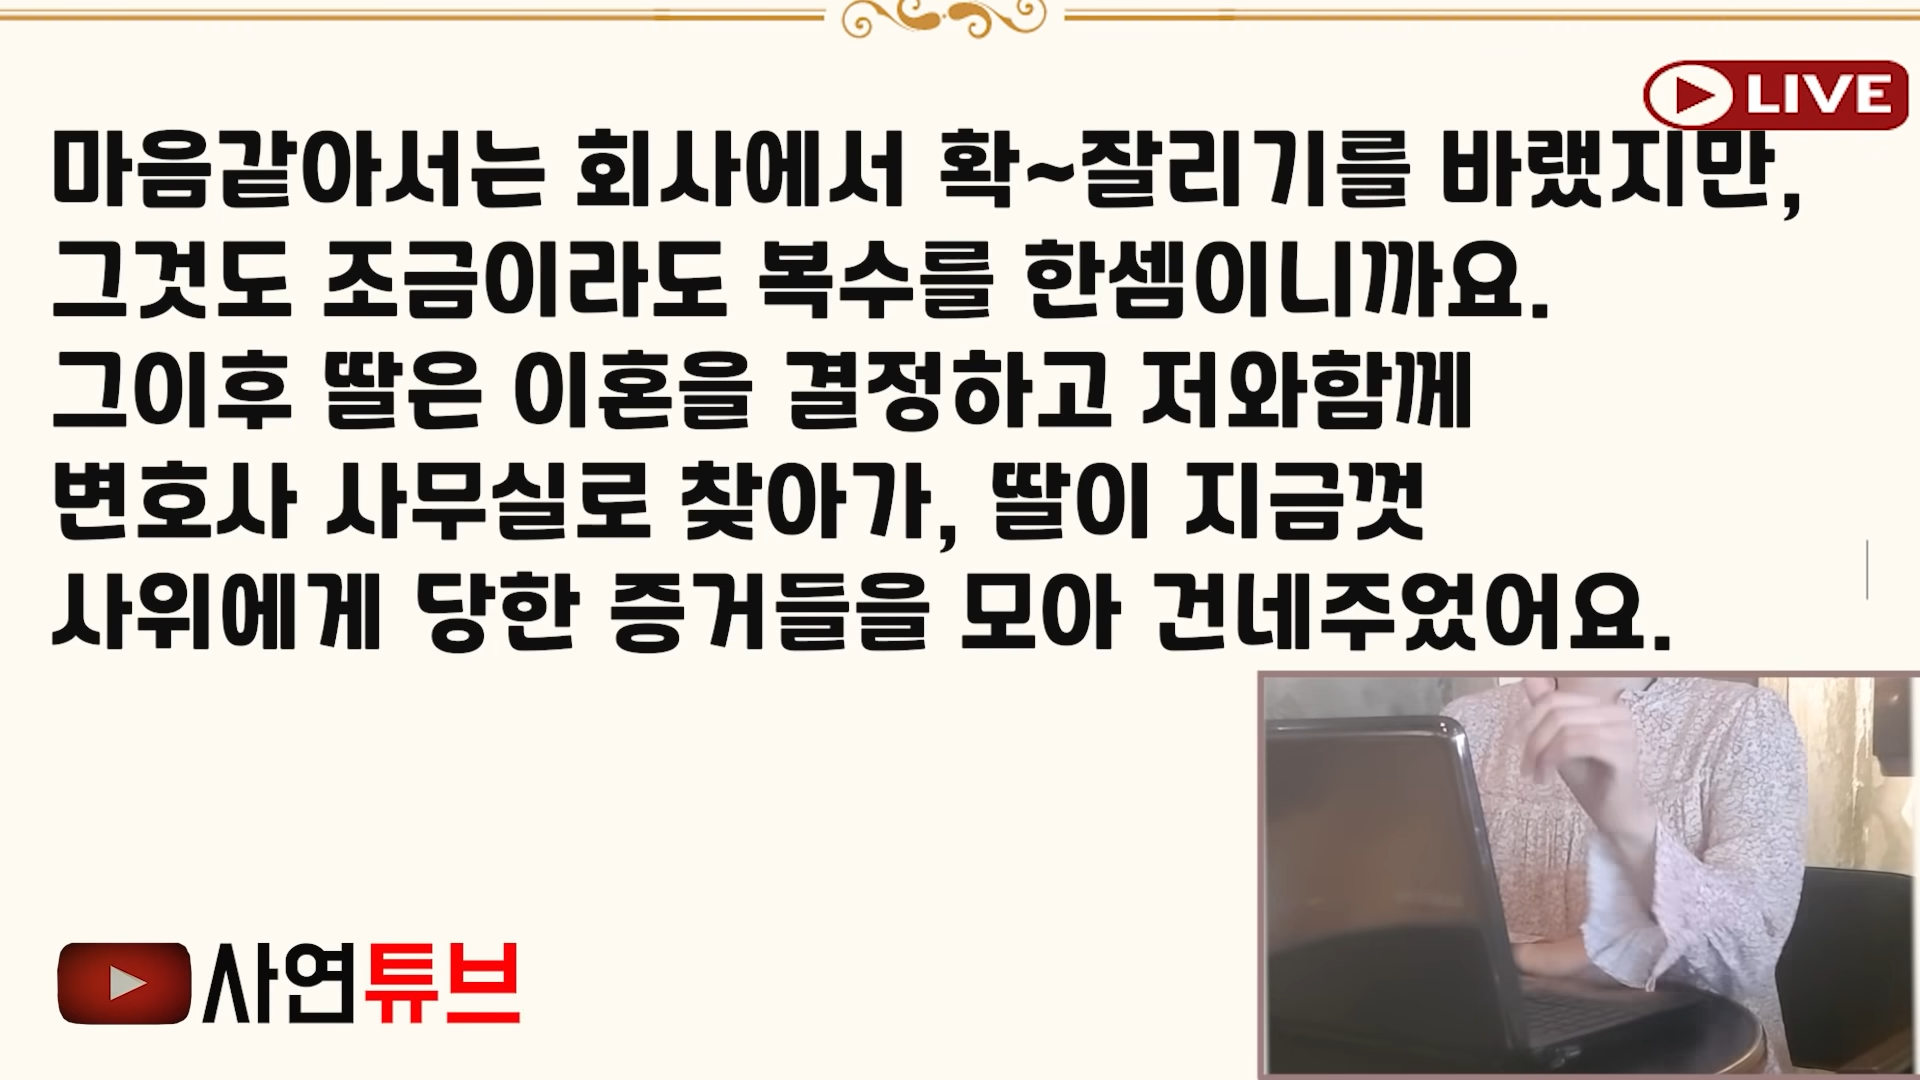 LIVE
마음같아서는 회사에서 확~잘리기를 바랬지만,
그것도 조금이라도 복수를 한셈이니까요.
그이후 딸은 이혼을 결정하고 저와함께
변호사 사무실로 찾아가, 딸이 지금껏
사위에게 당한 증거들을 모아 건네주었어요.
사연튜브